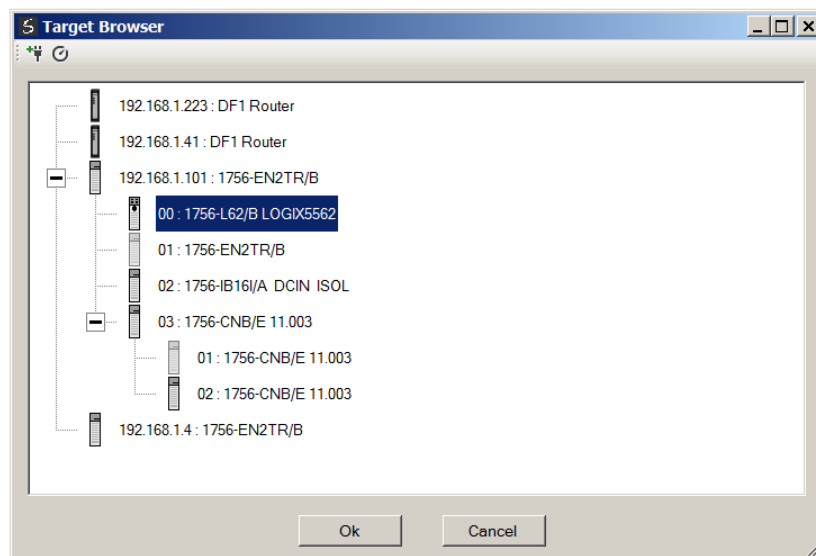 Target Browser
192.168.1.223 : DF1 Router
192.168.1.41 : DF1 Router
192.168.1.101 : 1756-EN2TR/B
00 : 1756-L62/B LOGIX5562
01 : 1756-EN2TR/B
02 : 1756-IB16I/A DCIN ISOL
03 : 1756-CNB/E 11.003
01 : 1756-CNB/E 11.003
02 : 1756-CNB/E 11.003
192.168.1.4 : 1756-EN2TR/B
Ok
Cancel